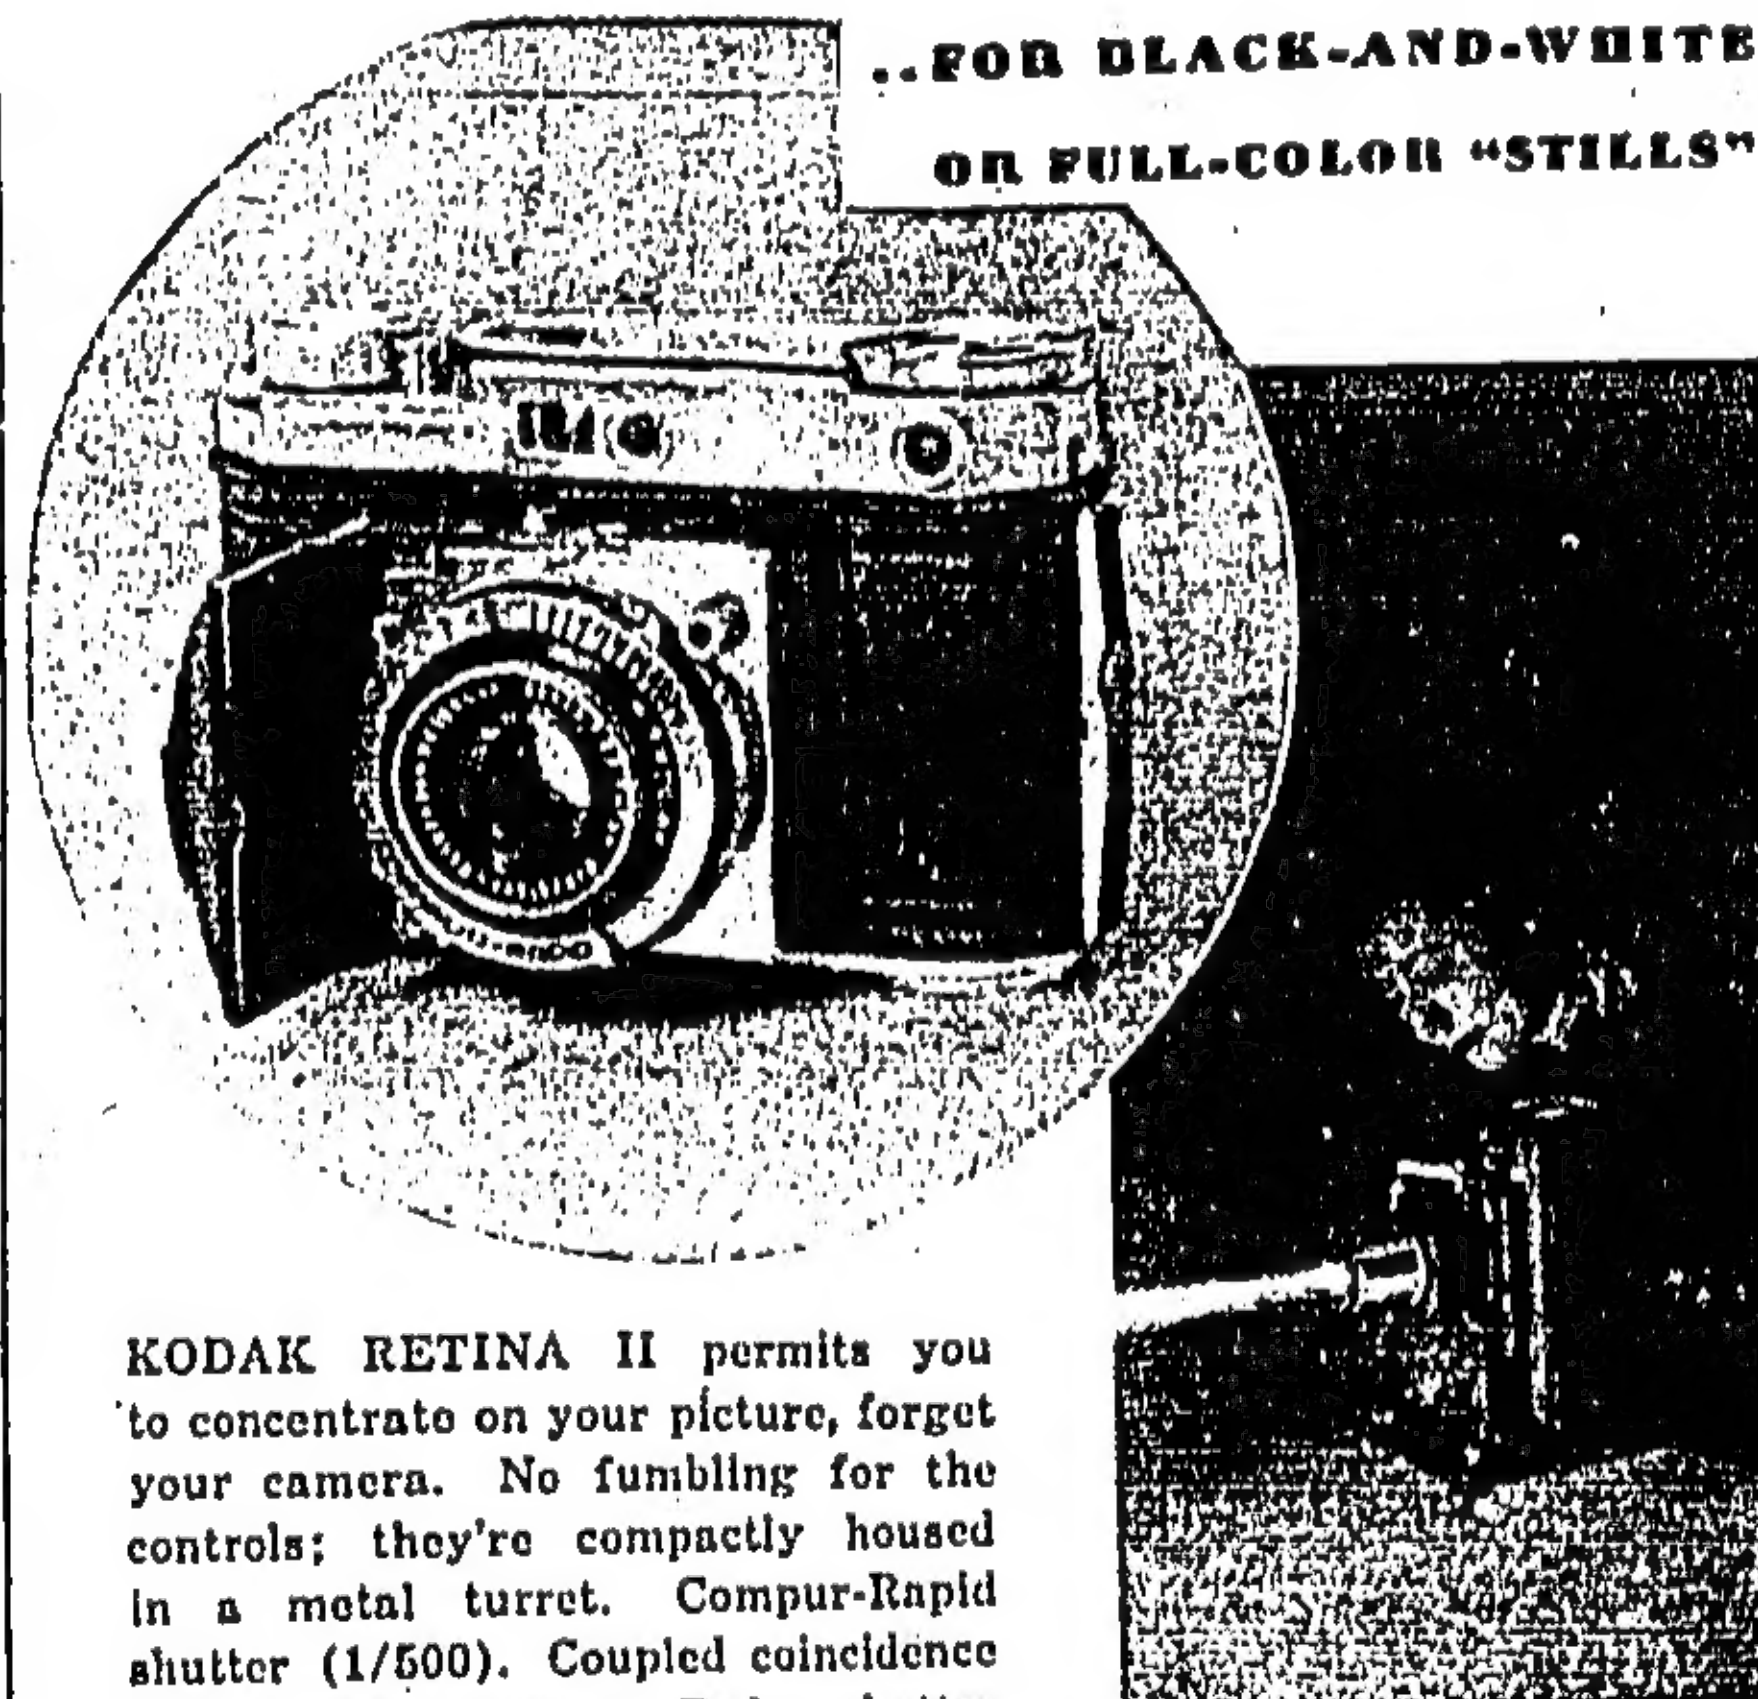 ..FOR BLACK-AND-WHITE
OR FULL-COLOR "STILLS"
KODAK RETINA II permits you
to concentrate on your picture, forget
your camera. No fumbling for the
controls; they're compactly housed
in a metal turret. Compur-Rapid
shutter (1/500). Coupled coincidence